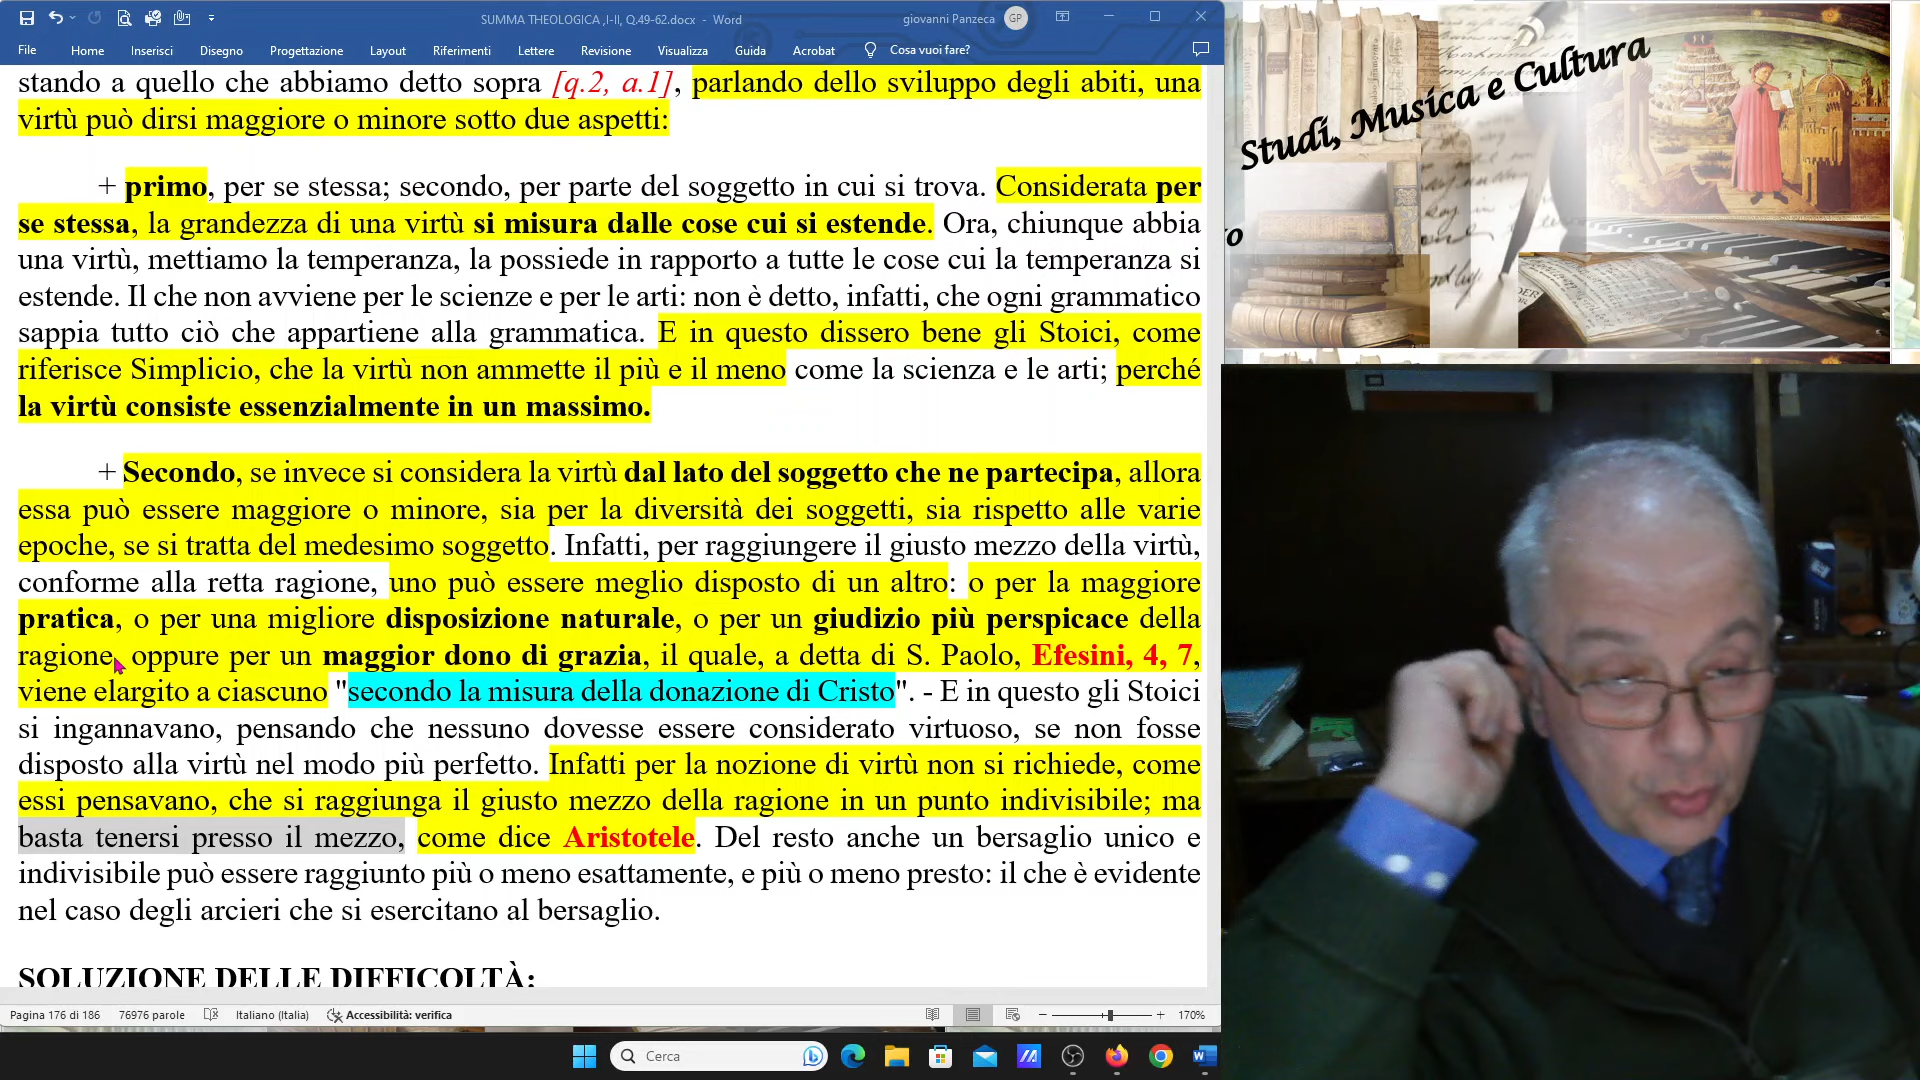 SUMMA THEOLOGICA ,I-II, Q.49-62.docx - Word
giovanni Panzeca GP
File Home Inserisci Disegno Progettazione Layout Riferimenti Lettere Revisione Visualizza Guida Acrobat Cosa vuoi fare?
stando a quello che abbiamo detto sopra [q.2, a.1], parlando dello sviluppo degli abiti, una
virtù può dirsi maggiore o minore sotto due aspetti:
+ primo, per se stessa; secondo, per parte del soggetto in cui si trova. Considerata per
se stessa, la grandezza di una virtù si misura dalle cose cui si estende. Ora, chiunque abbia
una virtù, mettiamo la temperanza, la possiede in rapporto a tutte le cose cui la temperanza si
estende. Il che non avviene per le scienze e per le arti: non è detto, infatti, che ogni grammatico
sappia tutto ciò che appartiene alla grammatica. E in questo dissero bene gli Stoici, come
riferisce Simplicio, che la virtù non ammette il più e il meno come la scienza e le arti; perché
la virtù consiste essenzialmente in un massimo.
+ Secondo, se invece si considera la virtù dal lato del soggetto che ne partecipa, allora
essa può essere maggiore o minore, sia per la diversità dei soggetti, sia rispetto alle varie
epoche, se si tratta del medesimo soggetto. Infatti, per raggiungere il giusto mezzo della virtù,
conforme alla retta ragione, uno può essere meglio disposto di un altro: o per la maggiore
pratica, o per una migliore disposizione naturale, o per un giudizio più perspicace della
ragione, oppure per un maggior dono di grazia, il quale, a detta di S. Paolo, Efesini, 4, 7,
viene elargito a ciascuno "secondo la misura della donazione di Cristo". - E in questo gli Stoici
si ingannavano, pensando che nessuno dovesse essere considerato virtuoso, se non fosse
disposto alla virtù nel modo più perfetto. Infatti per la nozione di virtù non si richiede, come
essi pensavano, che si raggiunga il giusto mezzo della ragione in un punto indivisibile; ma
basta tenersi presso il mezzo, come dice Aristotele. Del resto anche un bersaglio unico e
indivisibile può essere raggiunto più o meno esattamente, e più o meno presto: il che è evidente
nel caso degli arcieri che si esercitano al bersaglio.
SOLUZIONE DELLE DIFFICOLTÀ:
Pagina 176 di 186 76976 parole Italiano (Italia) Accessibilità: verifica 170%
Cerca
Studi, Musica e Cultura